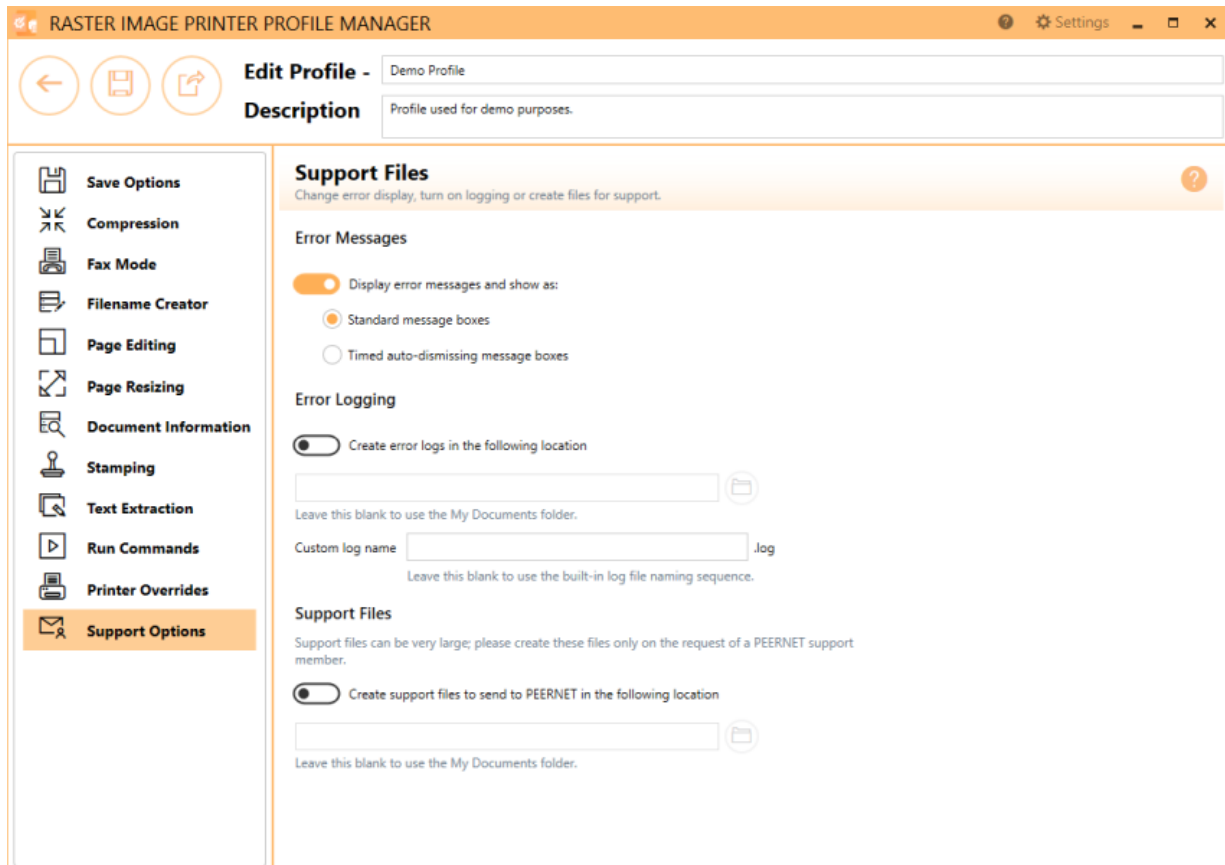 RASTER IMAGE PRINTER PROFILE MANAGER
? Settings
Edit Profile - Demo Profile
Description Profile used for demo purposes.
Save Options
Compression
Fax Mode
Filename Creator
Page Editing
Page Resizing
Document Information
Stamping
Text Extraction
Run Commands
Printer Overrides
Support Options
Support Files
?
Change error display, turn on logging or create files for support.
Error Messages
Display error messages and show as:
Standard message boxes
Timed auto-dismissing message boxes
Error Logging
Create error logs in the following location
Leave this blank to use the My Documents folder.
Custom log name .log
Leave this blank to use the built-in log file naming sequence.
Support Files
Support files can be very large; please create these files only on the request of a PEERNET support
member.
Create support files to send to PEERNET in the following location
Leave this blank to use the My Documents folder.